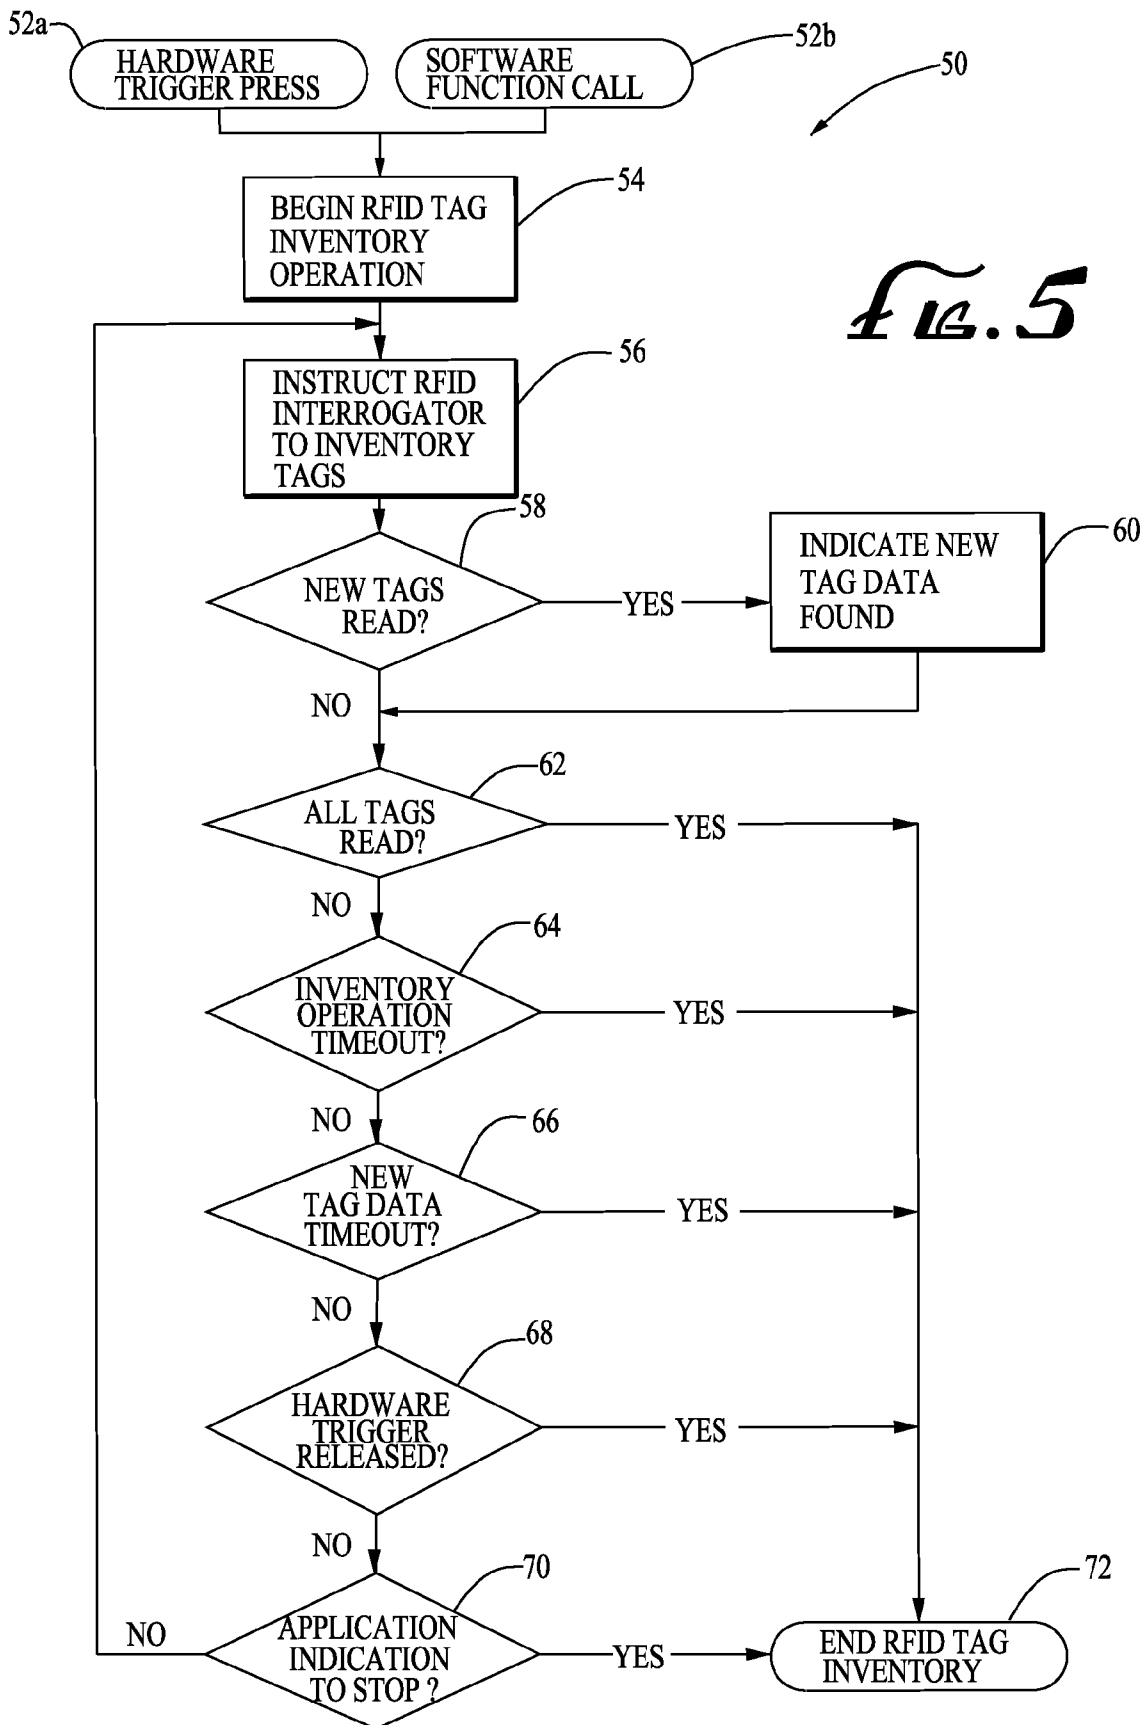 52a
HARDWARE
TRIGGER PRESS
SOFTWARE
FUNCTION CALL
52b
50
BEGIN RFID TAG
INVENTORY
OPERATION
54
FIG. 5
INSTRUCT RFID
INTERROGATOR
TO INVENTORY
TAGS
56
58
NEW TAGS
READ?
YES
INDICATE NEW
TAG DATA
FOUND
60
NO
62
ALL TAGS
READ?
YES
NO
64
INVENTORY
OPERATION
TIMEOUT?
YES
NO
66
NEW
TAG DATA
TIMEOUT?
YES
NO
68
HARDWARE
TRIGGER
RELEASED?
YES
NO
70
APPLICATION
INDICATION
TO STOP ?
NO
YES
72
END RFID TAG
INVENTORY